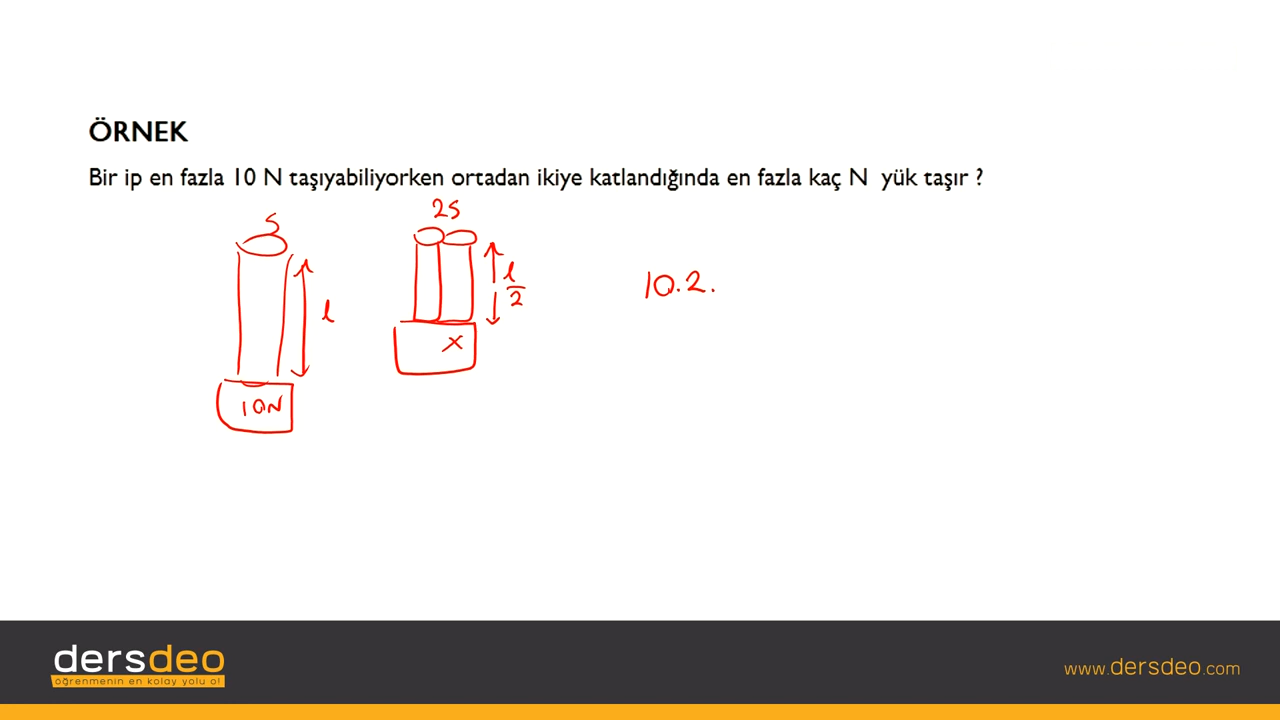 ÖRNEK
Bir ip en fazla 10 N taşıyabiliyorken ortadan ikiye katlandığında en fazla kaç N yük taşır ?
S
2S
l
l/2
10.2.
x
10N
dersdeo
öğrenmenin en kolay yolu o!
www.dersdeo.com